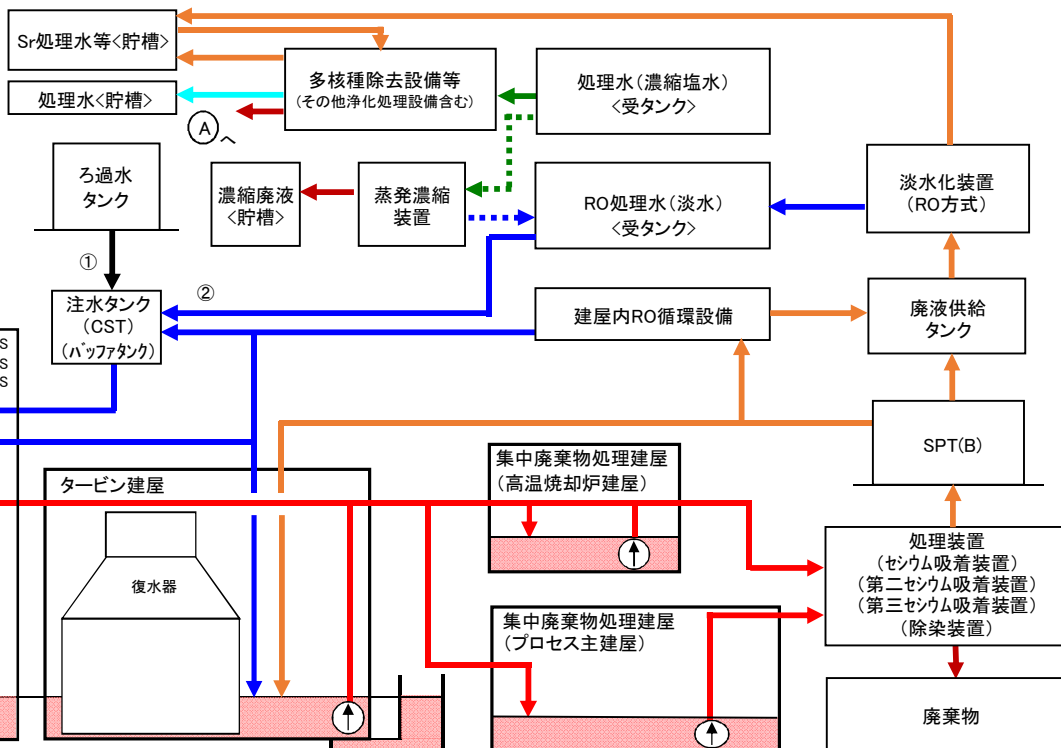 Sr処理水等<貯槽>
処理水<貯槽>
多核種除去設備等
(その他浄化処理設備含む)
処理水(濃縮塩水)
<受タンク>
Aへ
ろ過水
タンク
濃縮廃液
<貯槽>
蒸発濃縮
装置
RO処理水(淡水)
<受タンク>
淡水化装置
(RO方式)
①
②
注水タンク
(CST)
(バッファタンク)
建屋内RO循環設備
廃液供給
タンク
S
S
S
SPT(B)
タービン建屋
復水器
集中廃棄物処理建屋
(高温焼却炉建屋)
処理装置
(セシウム吸着装置)
(第二セシウム吸着装置)
(第三セシウム吸着装置)
(除染装置)
集中廃棄物処理建屋
(プロセス主建屋)
廃棄物